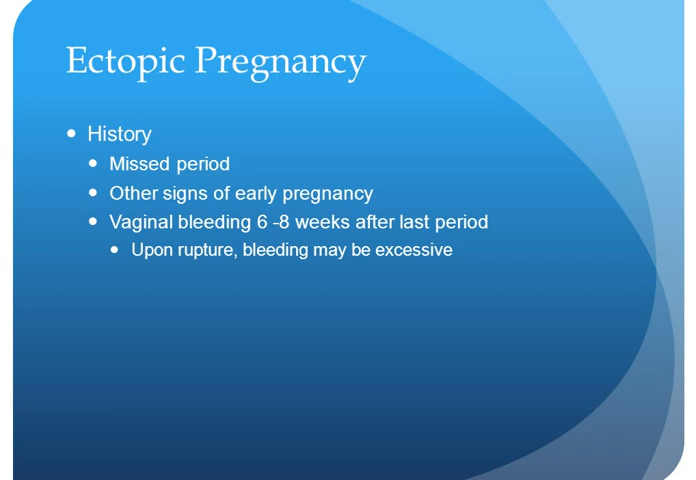 Ectopic Pregnancy
• History
• Missed period
• Other signs of early pregnancy
• Vaginal bleeding 6 -8 weeks after last period
• Upon rupture, bleeding may be excessive